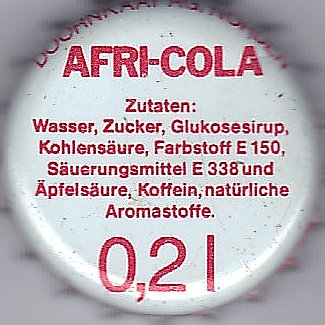 AFRI-COLA
Zutaten:
Wasser, Zucker, Glukosesirup,
Kohlensäure, Farbstoff E 150,
Säuerungsmittel E 338 und
Äpfelsäure, Koffein, natürliche
Aromastoffe.
0,2 l